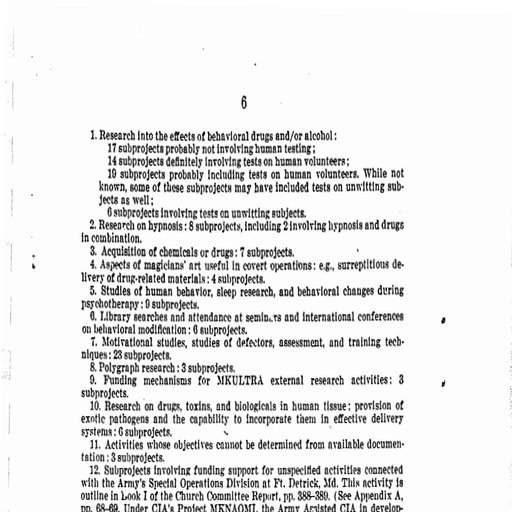 6
1. Research into the effects of behavioral drugs and/or alcohol:
17 subprojects probably not involving human testing;
14 subprojects definitely involving tests on human volunteers;
19 subprojects probably including tests on human volunteers. While not
known, some of these subprojects may have included tests on unwitting sub-
jects as well;
6 subprojects involving tests on unwitting subjects.
2. Research on hypnosis: 8 subprojects, including 2 involving hypnosis and drugs
in combination.
3. Acquisition of chemicals or drugs: 7 subprojects.
4. Aspects of magicians' art useful in covert operations: e.g., surreptitious de-
livery of drug-related materials: 4 subprojects.
5. Studies of human behavior, sleep research, and behavioral changes during
psychotherapy: 9 subprojects.
6. Library searches and attendance at seminars and international conferences
on behavioral modification: 6 subprojects.
7. Motivational studies, studies of defectors, assessment, and training tech-
niques: 23 subprojects.
8. Polygraph research: 3 subprojects.
9. Funding mechanisms for MKULTRA external research activities: 3
subprojects.
10. Research on drugs, toxins, and biologicals in human tissue; provision of
exotic pathogens and the capability to incorporate them in effective delivery
systems: 6 subprojects.
11. Activities whose objectives cannot be determined from available documen-
tation: 3 subprojects.
12. Subprojects involving funding support for unspecified activities connected
with the Army's Special Operations Division at Ft. Detrick, Md. This activity is
outline in Book I of the Church Committee Report, pp. 388–389. (See Appendix A,
pp. 68–69. Under CIA's Project MKNAOMI, the Army Assisted CIA in develop-